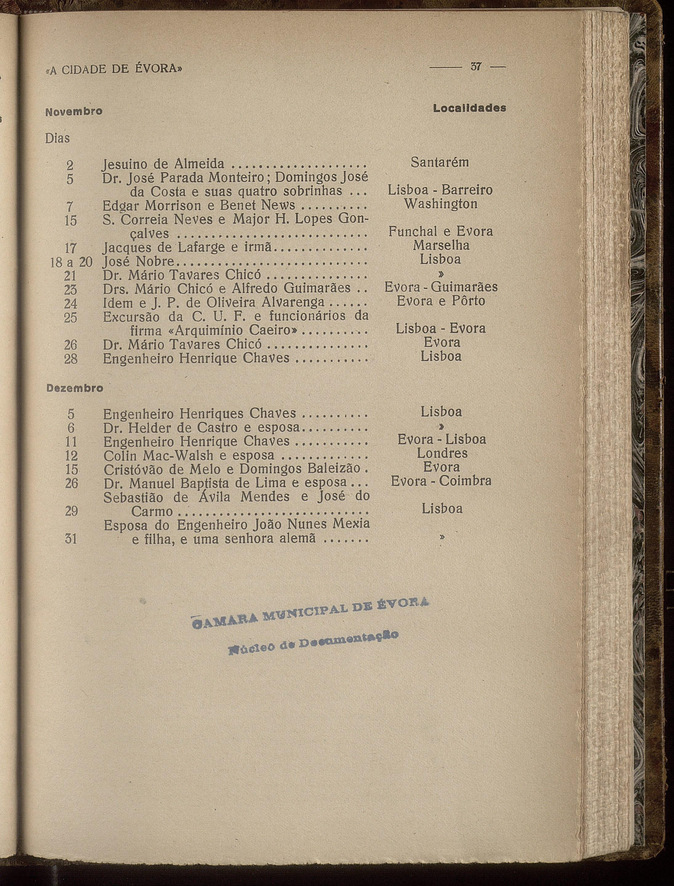 «A CIDADE DE ÉVORA» —— 37 —
Novembro Localidades
Dias
2 Jesuino de Almeida .................... Santarém
5 Dr. José Parada Monteiro; Domingos José
da Costa e suas quatro sobrinhas ... Lisboa - Barreiro
7 Edgar Morrison e Benet News .......... Washington
15 S. Correia Neves e Major H. Lopes Gon-
çalves ............................ Funchal e Evora
17 Jacques de Lafarge e irmã.............. Marselha
18 a 20 José Nobre............................ Lisboa
21 Dr. Mário Tavares Chicó ............... »
23 Drs. Mário Chicó e Alfredo Guimarães .. Evora - Guimarães
24 Idem e J. P. de Oliveira Alvarenga ...... Evora e Pôrto
25 Excursão da C. U. F. e funcionários da
firma «Arquimínio Caeiro» .......... Lisboa - Evora
26 Dr. Mário Tavares Chicó ............... Evora
28 Engenheiro Henrique Chaves ........... Lisboa
Dezembro
5 Engenheiro Henriques Chaves .......... Lisboa
6 Dr. Helder de Castro e esposa.......... »
11 Engenheiro Henrique Chaves ........... Evora - Lisboa
12 Colin Mac-Walsh e esposa ............. Londres
15 Cristóvão de Melo e Domingos Baleizão . Evora
26 Dr. Manuel Baptista de Lima e esposa ... Evora - Coimbra
Sebastião de Ávila Mendes e José do
29 Carmo ............................ Lisboa
Esposa do Engenheiro João Nunes Mexia
31 e filha, e uma senhora alemã ....... »
CAMARA MUNICIPAL DE ÉVORA
Núcleo de Documentação